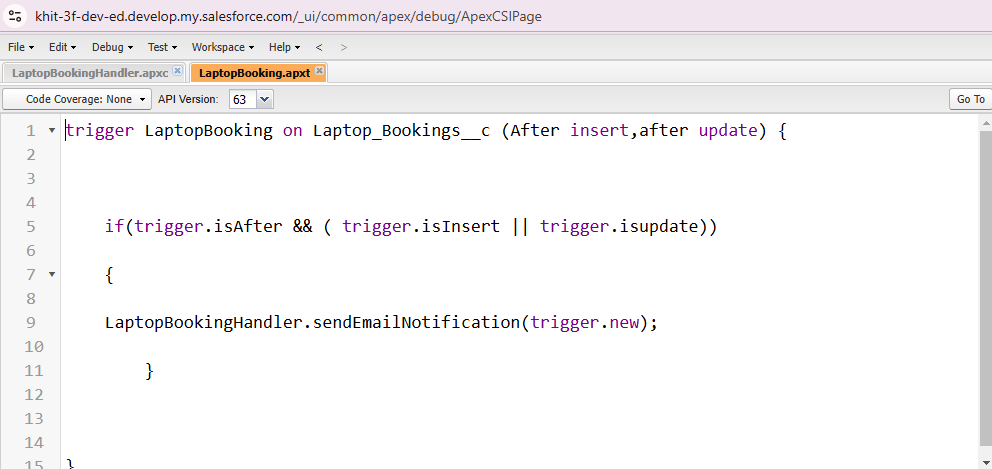 khit-3f-dev-ed.develop.my.salesforce.com/_ui/common/apex/debug/ApexCSIPage
File Edit Debug Test Workspace Help < >
LaptopBookingHandler.apxc LaptopBooking.apxt
Code Coverage: None API Version: 63 Go To
1 trigger LaptopBooking on Laptop_Bookings__c (After insert,after update) {
2
3
4
5 if(trigger.isAfter && ( trigger.isInsert || trigger.isupdate))
6
7 {
8
9 LaptopBookingHandler.sendEmailNotification(trigger.new);
10
11 }
12
13
14
15 }